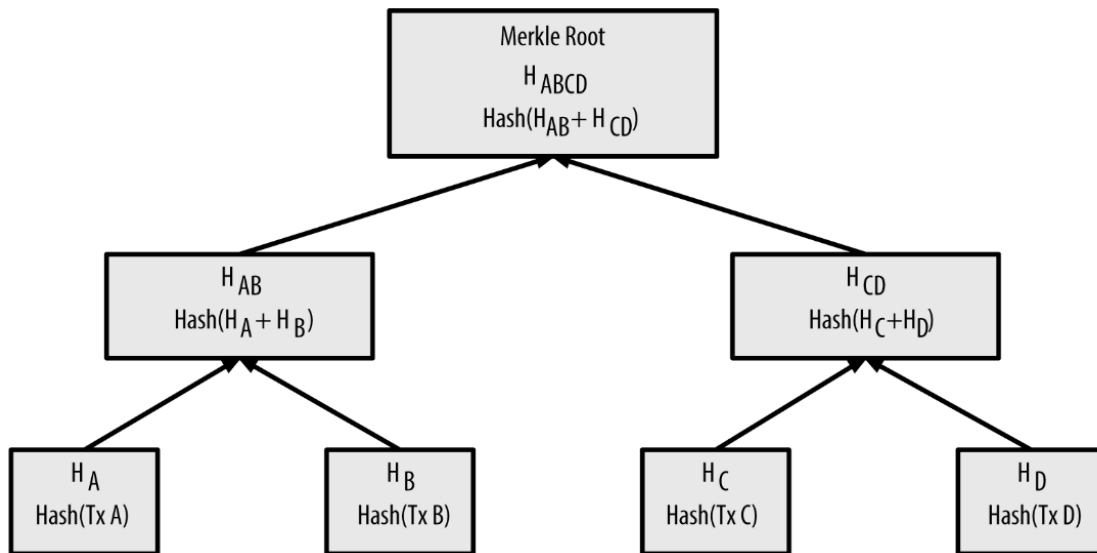 Merkle Root
H ABCD
Hash(H AB + H CD)
H AB
Hash(H A + H B)
H CD
Hash(H C+H D)
H A
Hash(Tx A)
H B
Hash(Tx B)
H C
Hash(Tx C)
H D
Hash(Tx D)